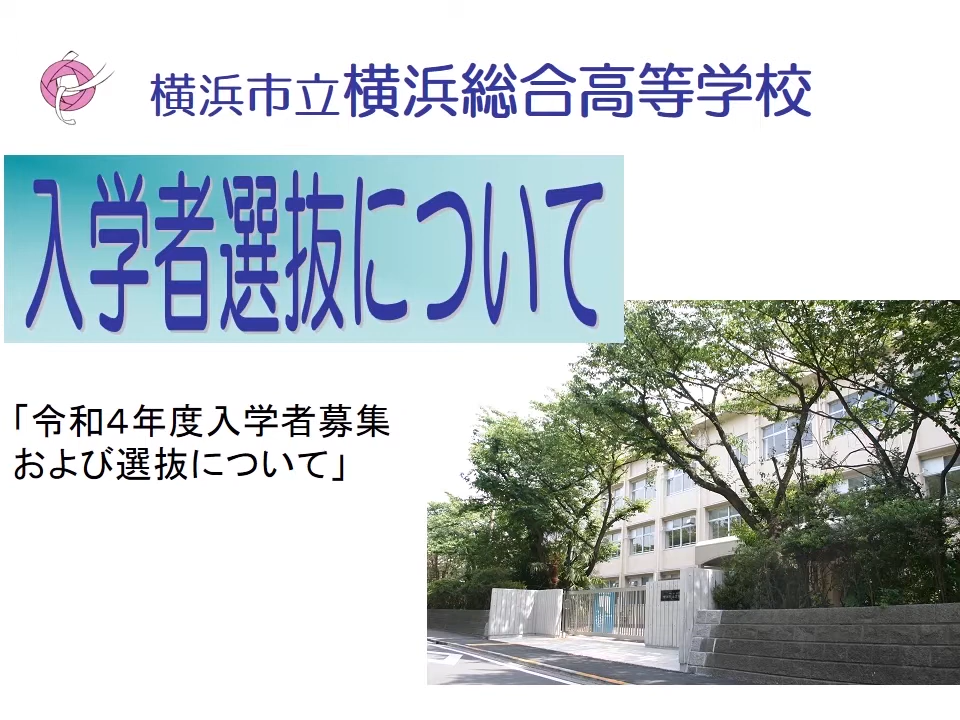 横浜市立横浜総合高等学校
入学者選抜について
「令和４年度入学者募集
および選抜について」